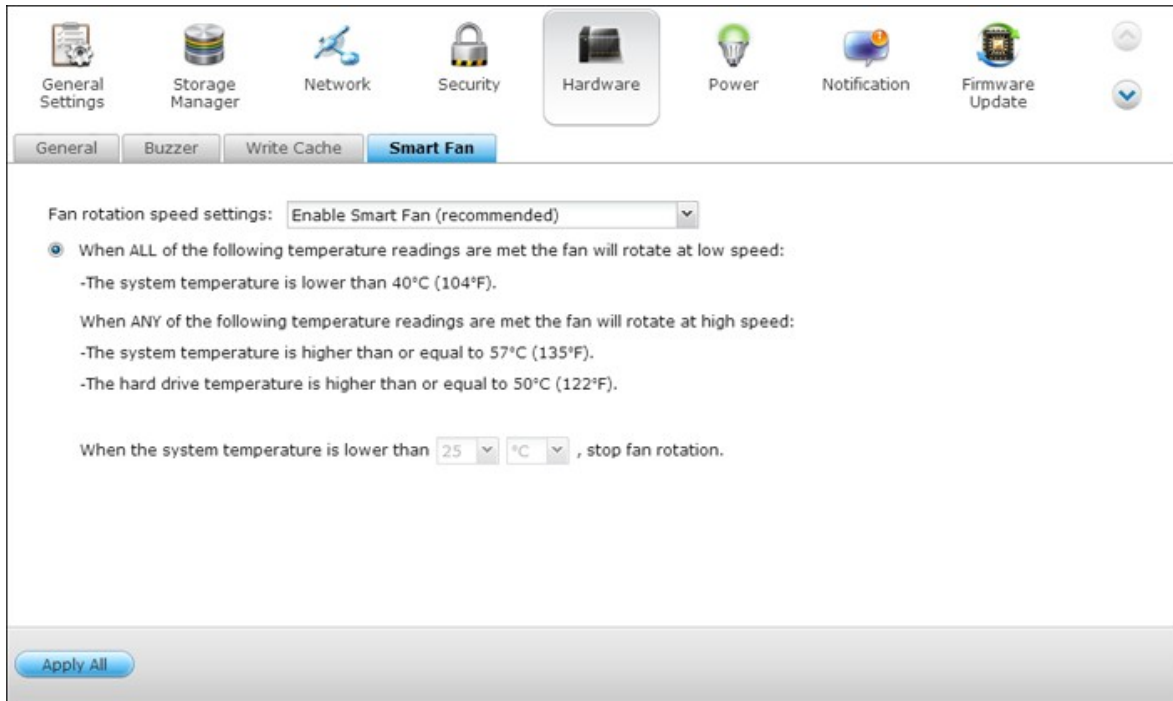 General Settings
Storage Manager
Network
Security
Hardware
Power
Notification
Firmware Update
General
Buzzer
Write Cache
Smart Fan
Fan rotation speed settings: Enable Smart Fan (recommended)
When ALL of the following temperature readings are met the fan will rotate at low speed:
-The system temperature is lower than 40°C (104°F).
When ANY of the following temperature readings are met the fan will rotate at high speed:
-The system temperature is higher than or equal to 57°C (135°F).
-The hard drive temperature is higher than or equal to 50°C (122°F).
When the system temperature is lower than 25 °C , stop fan rotation.
Apply All